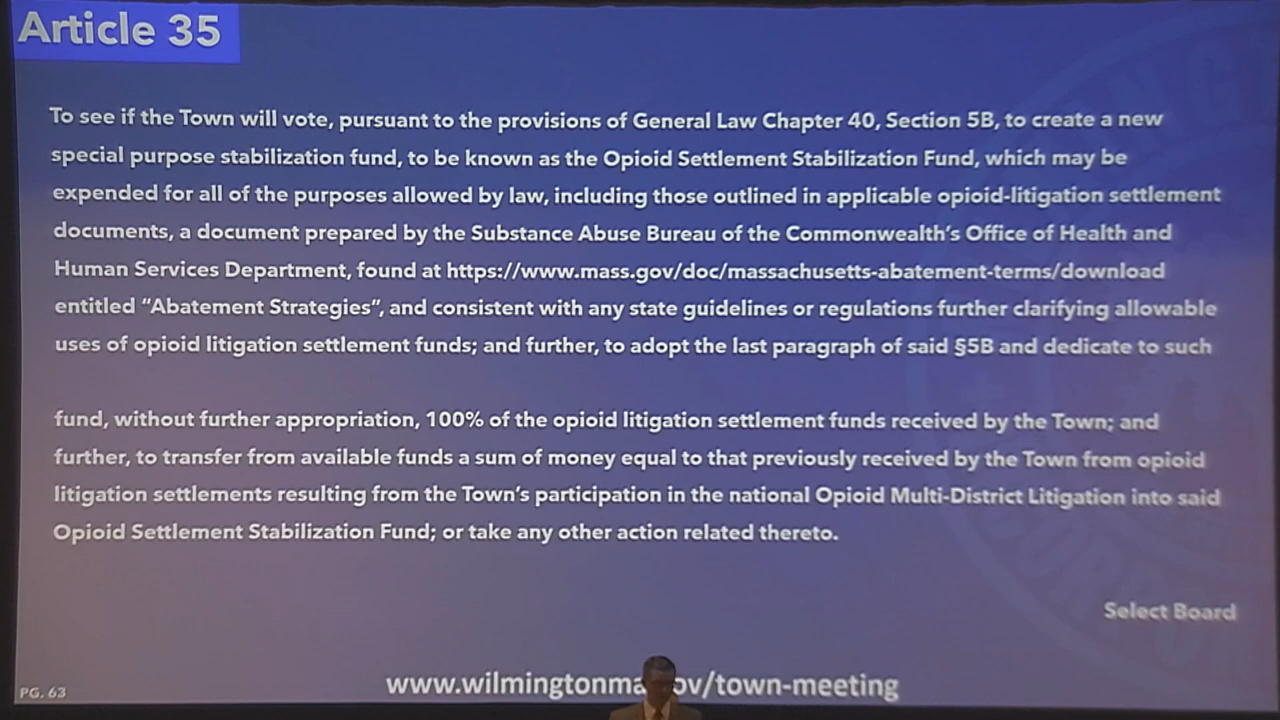 Article 35
To see if the Town will vote, pursuant to the provisions of General Law Chapter 40, Section 5B, to create a new
special purpose stabilization fund, to be known as the Opioid Settlement Stabilization Fund, which may be
expended for all of the purposes allowed by law, including those outlined in applicable opioid-litigation settlement
documents, a document prepared by the Substance Abuse Bureau of the Commonwealth’s Office of Health and
Human Services Department, found at https://www.mass.gov/doc/massachusetts-abatement-terms/download
entitled “Abatement Strategies”, and consistent with any state guidelines or regulations further clarifying allowable
uses of opioid litigation settlement funds; and further, to adopt the last paragraph of said §5B and dedicate to such
fund, without further appropriation, 100% of the opioid litigation settlement funds received by the Town; and
further, to transfer from available funds a sum of money equal to that previously received by the Town from opioid
litigation settlements resulting from the Town’s participation in the national Opioid Multi-District Litigation into said
Opioid Settlement Stabilization Fund; or take any other action related thereto.
Select Board
PG. 63
www.wilmingtonma ov/town-meeting